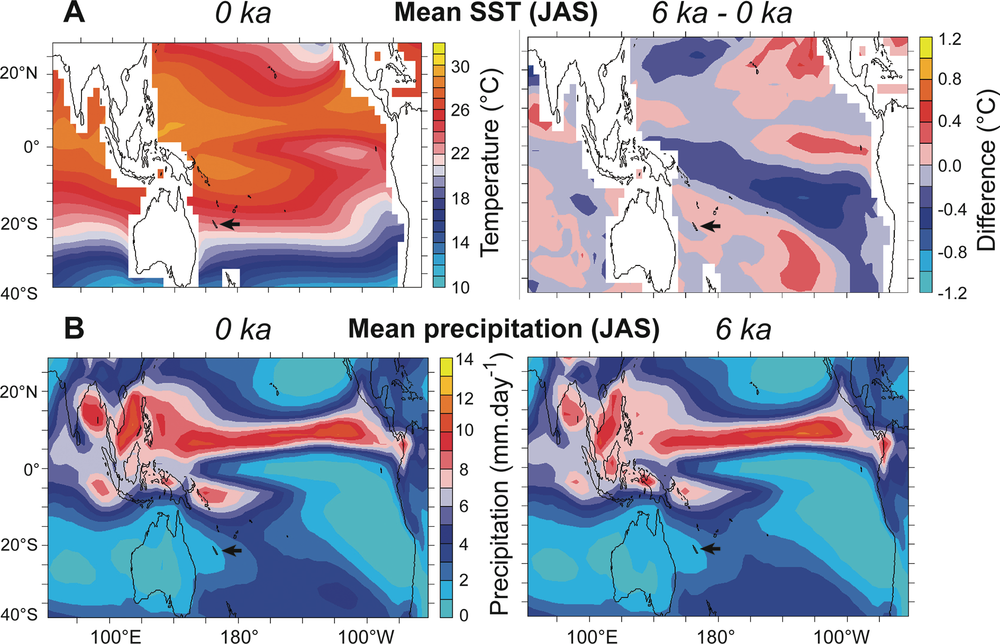 A 0 ka Mean SST (JAS) 6 ka - 0 ka
20°N
0°
20°S
40°S
30
26
22
18
14
10
Temperature (°C)
1.2
0.8
0.4
0.0
-0.4
-0.8
-1.2
Difference (°C)
B 0 ka Mean precipitation (JAS) 6 ka
20°N
0°
20°S
40°S
14
12
10
8
6
4
2
0
Precipitation (mm.day-1)
100°E 180° 100°W 100°E 180° 100°W